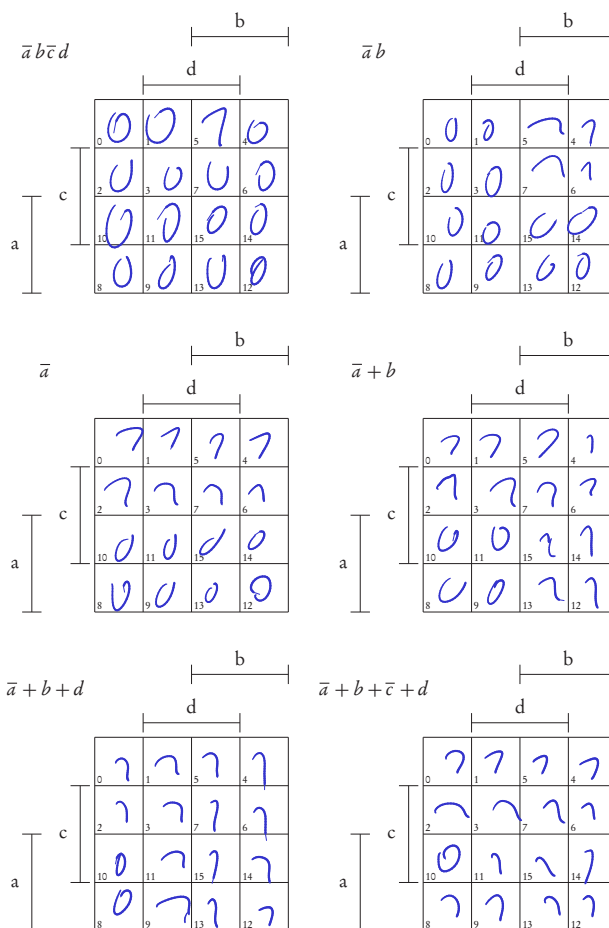 b b
a̅ b c̅ d a̅ b
d d
0 0 1 0 5 1 4 0 0 0 1 0 5 1 4 1
c 2 0 3 0 7 0 6 0 c 2 0 3 0 7 1 6 1
a 10 0 11 0 15 0 14 0 a 10 0 11 0 15 0 14 0
8 0 9 0 13 0 12 0 8 0 9 0 13 0 12 0
b b
a̅ a̅ + b
d d
0 1 1 1 5 1 4 1 0 1 1 1 5 1 4 1
c 2 1 3 1 7 1 6 1 c 2 1 3 1 7 1 6 1
a 10 0 11 0 15 0 14 0 a 10 0 11 0 15 1 14 1
8 0 9 0 13 0 12 0 8 0 9 0 13 1 12 1
b b
a̅ + b + d a̅ + b + c̅ + d
d d
0 1 1 1 5 1 4 1 0 1 1 1 5 1 4 1
c 2 1 3 1 7 1 6 1 c 2 1 3 1 7 1 6 1
a 10 0 11 1 15 1 14 1 a 10 0 11 1 15 1 14 1
8 0 9 1 13 1 12 1 8 1 9 1 13 1 12 1